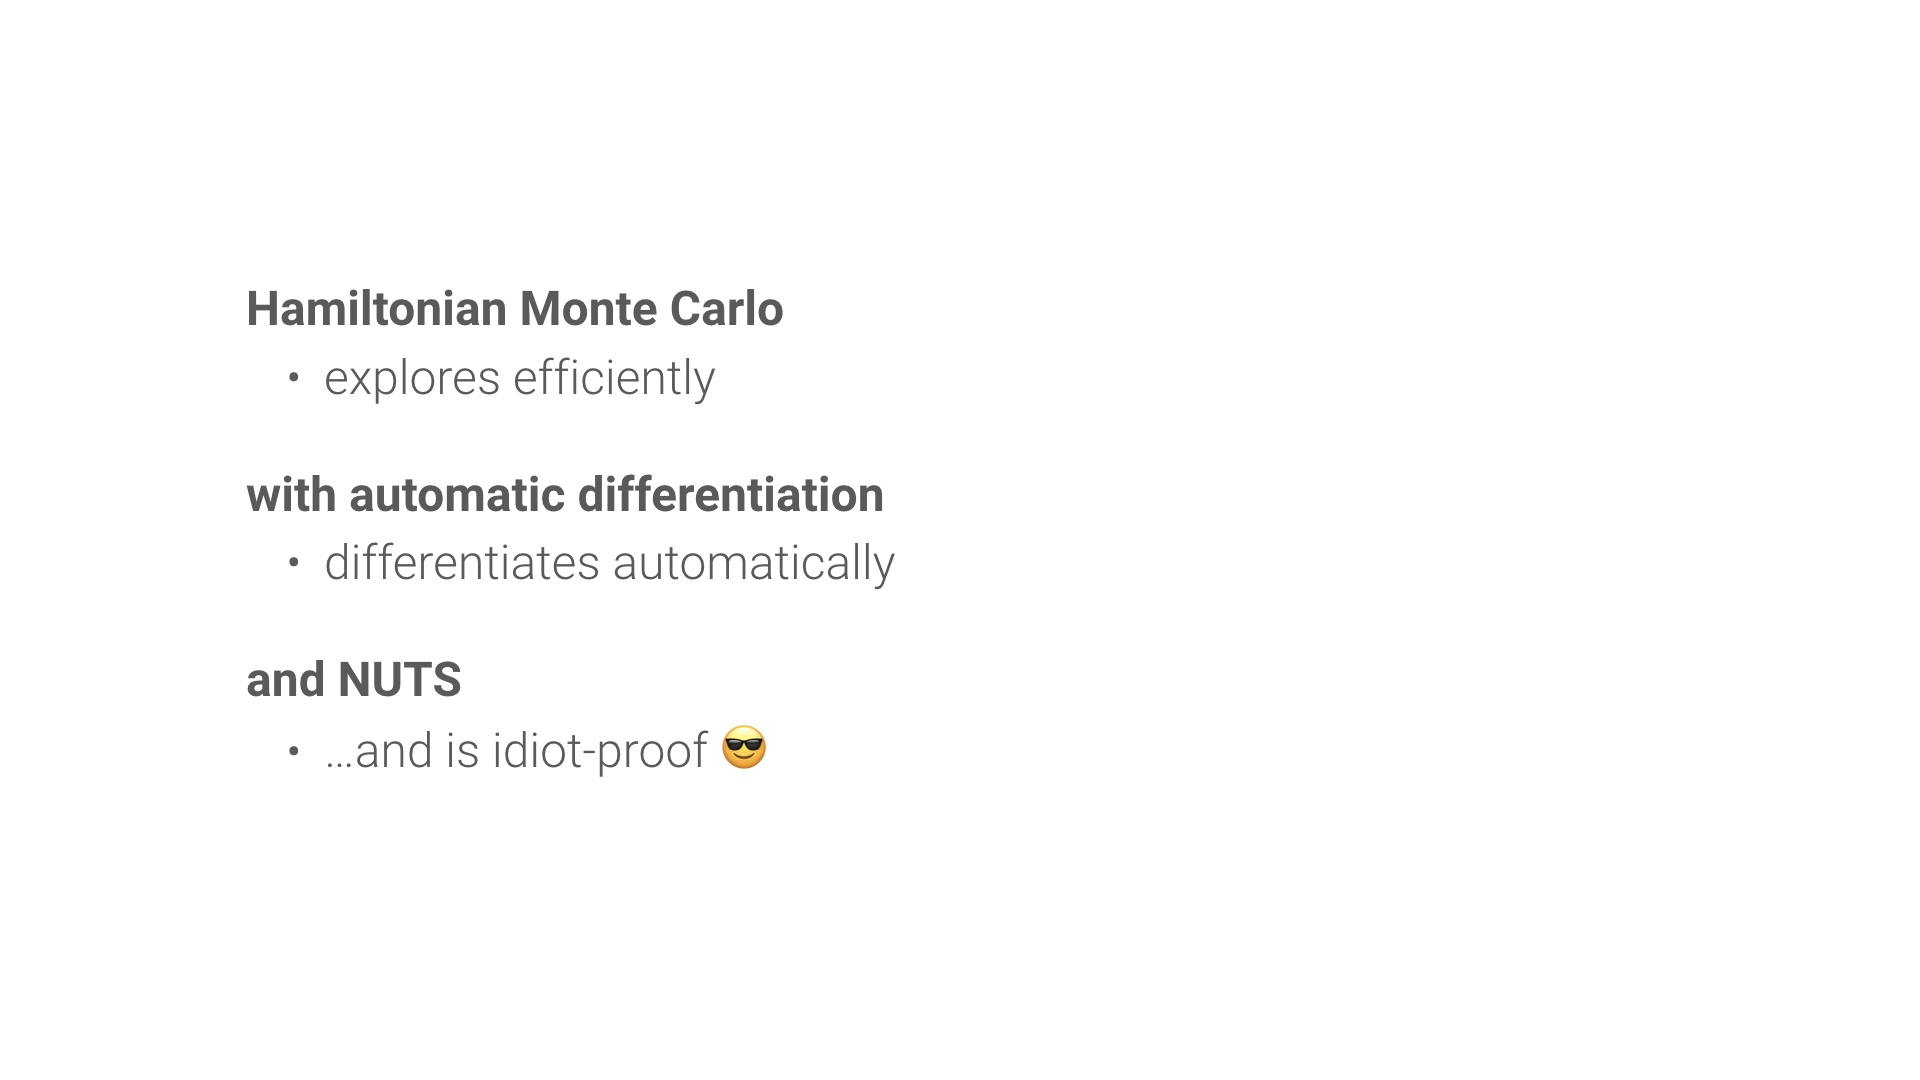 Hamiltonian Monte Carlo
• explores efficiently
with automatic differentiation
• differentiates automatically
and NUTS
• …and is idiot-proof 😎